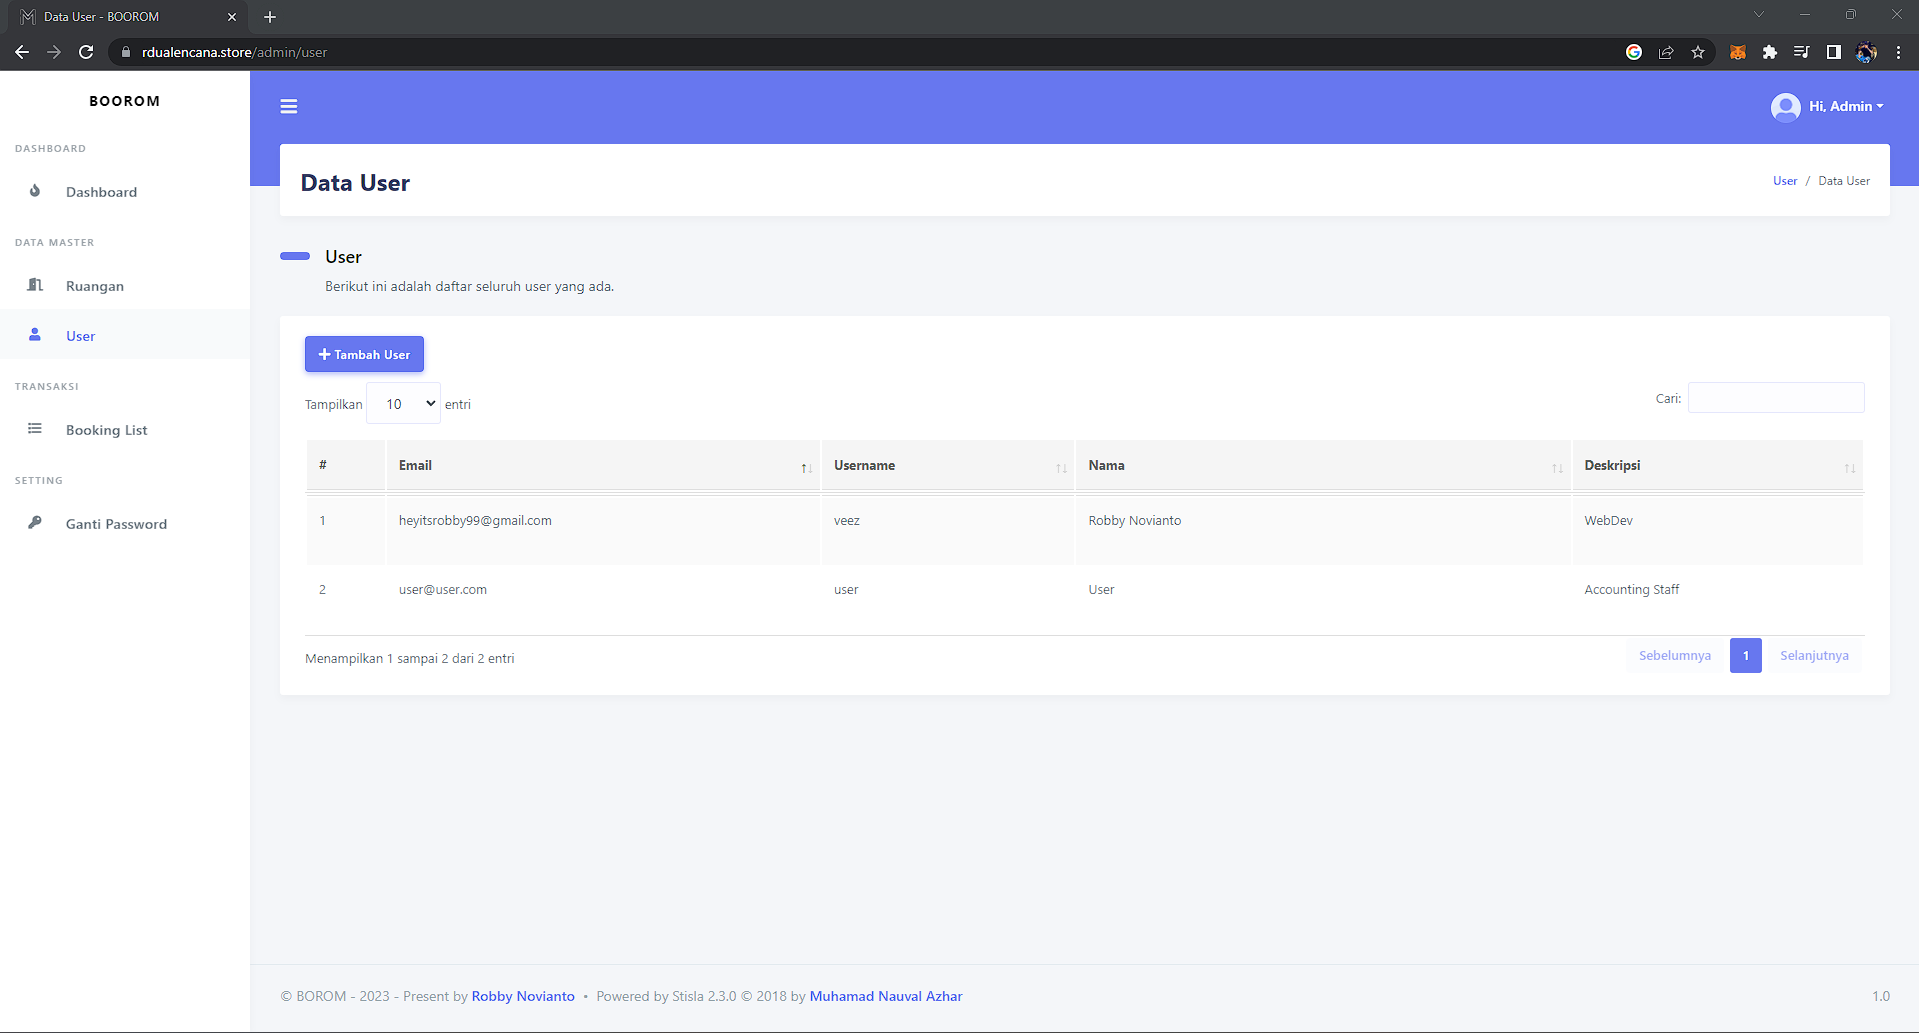 Data User - BOOROM
rdualencana.store/admin/user
BOOROM
Hi, Admin
DASHBOARD
Dashboard
DATA MASTER
Ruangan
User
TRANSAKSI
Booking List
SETTING
Ganti Password
Data User
User / Data User
User
Berikut ini adalah daftar seluruh user yang ada.
Tambah User
Tampilkan 10 entri
Cari:
# Email Username Nama Deskripsi
1 heyitsrobby99@gmail.com veez Robby Novianto WebDev
2 user@user.com user User Accounting Staff
Menampilkan 1 sampai 2 dari 2 entri
Sebelumnya 1 Selanjutnya
© BOROM - 2023 - Present by Robby Novianto • Powered by Stisla 2.3.0 © 2018 by Muhamad Nauval Azhar
1.0